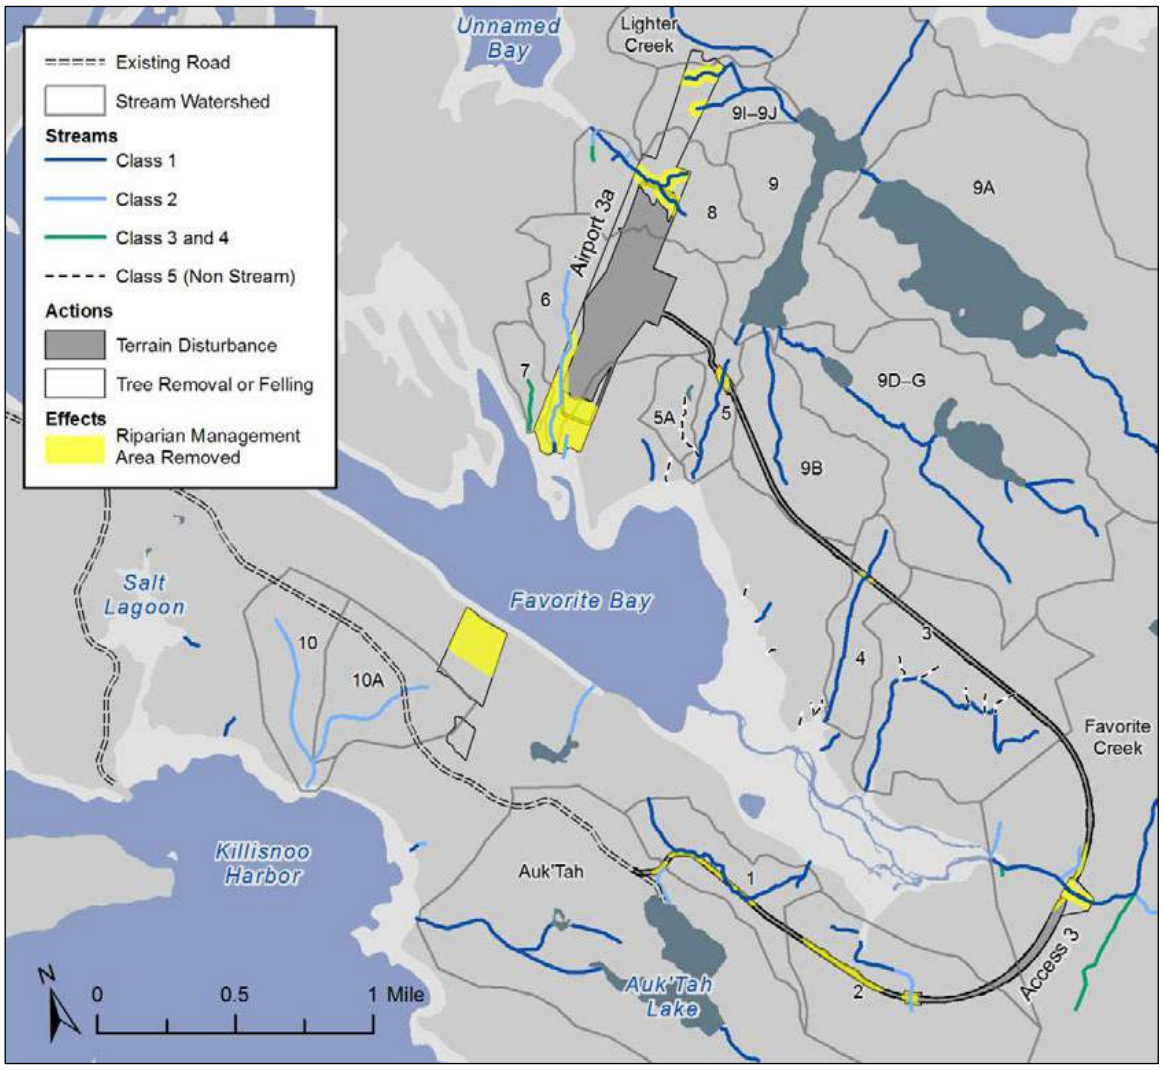 Existing Road
Stream Watershed
Streams
Class 1
Class 2
Class 3 and 4
Class 5 (Non Stream)
Actions
Terrain Disturbance
Tree Removal or Felling
Effects
Riparian Management
Area Removed
Unnamed
Bay
Lighter
Creek
9I–9J
9
9A
8
Airport 3a
6
7
5A
5
9D–G
9B
Salt
Lagoon
Favorite Bay
10
10A
3
4
Favorite
Creek
Killisnoo
Harbor
Auk'Tah
1
2
Access 3
Auk'Tah
Lake
N
0
0.5
1 Mile